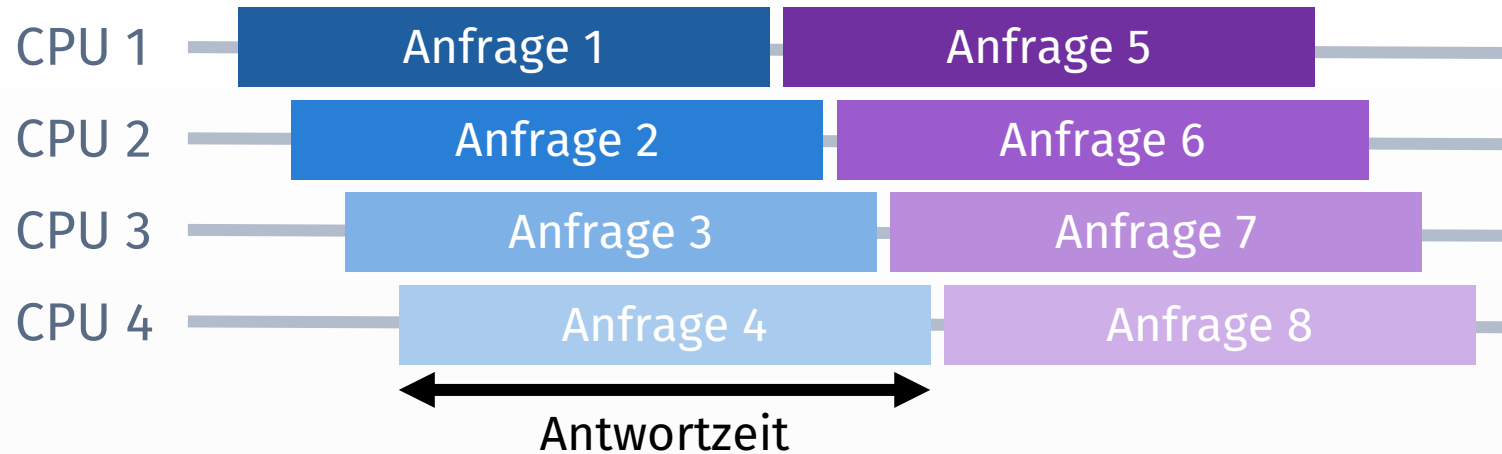 CPU 1 Anfrage 1 Anfrage 5
CPU 2 Anfrage 2 Anfrage 6
CPU 3 Anfrage 3 Anfrage 7
CPU 4 Anfrage 4 Anfrage 8
Antwortzeit